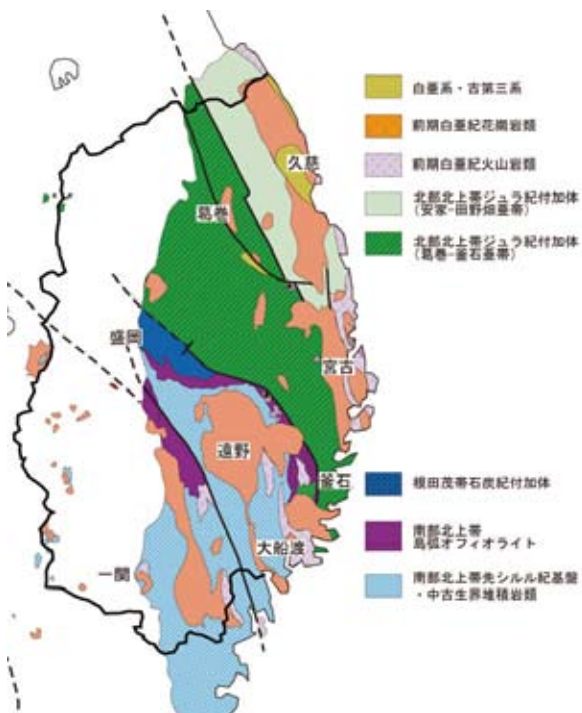 白亜系・古第三系
前期白亜紀花崗岩類
前期白亜紀火山岩類
北部北上帯ジュラ紀付加体
(安家-田野畑亜帯)
北部北上帯ジュラ紀付加体
(葛巻-釜石亜帯)
久慈
葛巻
盛岡
宮古
遠野
釜石
大船渡
一関
根田茂帯石炭紀付加体
南部北上帯
島弧オフィオライト
南部北上帯先シルル紀基盤
・中古生界堆積岩類